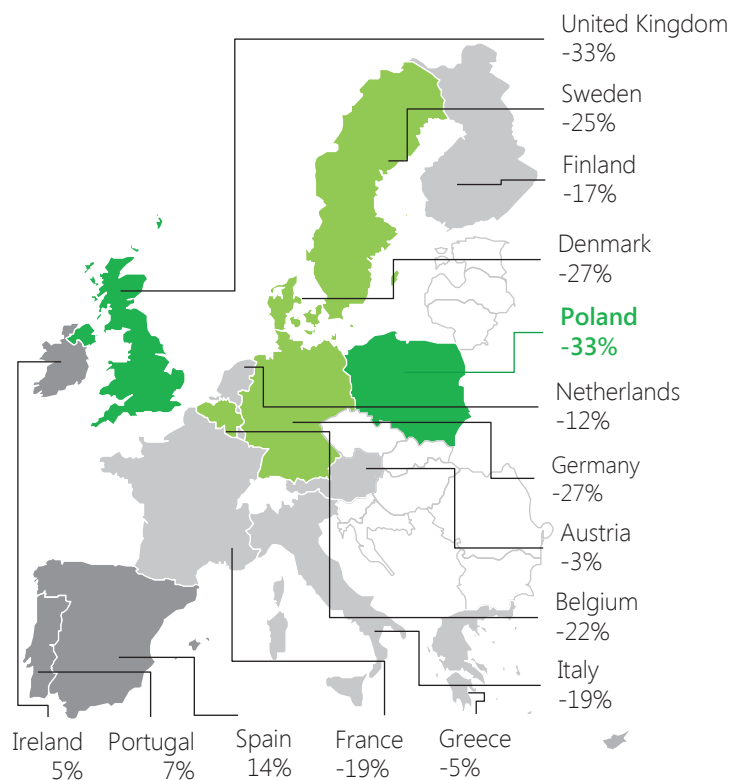 United Kingdom
-33%
Sweden
-25%
Finland
-17%
Denmark
-27%
Poland
-33%
Netherlands
-12%
Germany
-27%
Austria
-3%
Belgium
-22%
Italy
-19%
Ireland
5%
Portugal
7%
Spain
14%
France
-19%
Greece
-5%